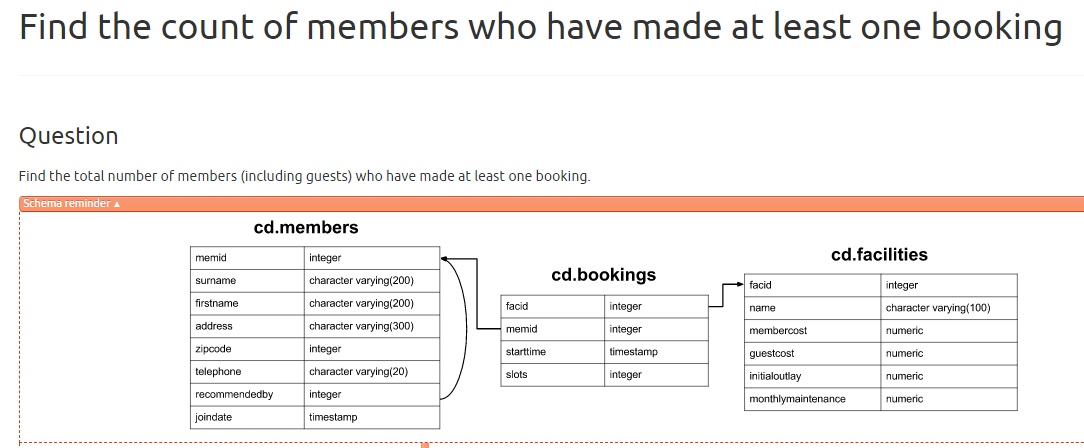 Find the count of members who have made at least one booking
Question
Find the total number of members (including guests) who have made at least one booking.
Schema reminder ▲
cd.members
memid integer
surname character varying(200)
firstname character varying(200)
address character varying(300)
zipcode integer
telephone character varying(20)
recommendedby integer
joindate timestamp
cd.bookings
facid integer
memid integer
starttime timestamp
slots integer
cd.facilities
facid integer
name character varying(100)
membercost numeric
guestcost numeric
initialoutlay numeric
monthlymaintenance numeric